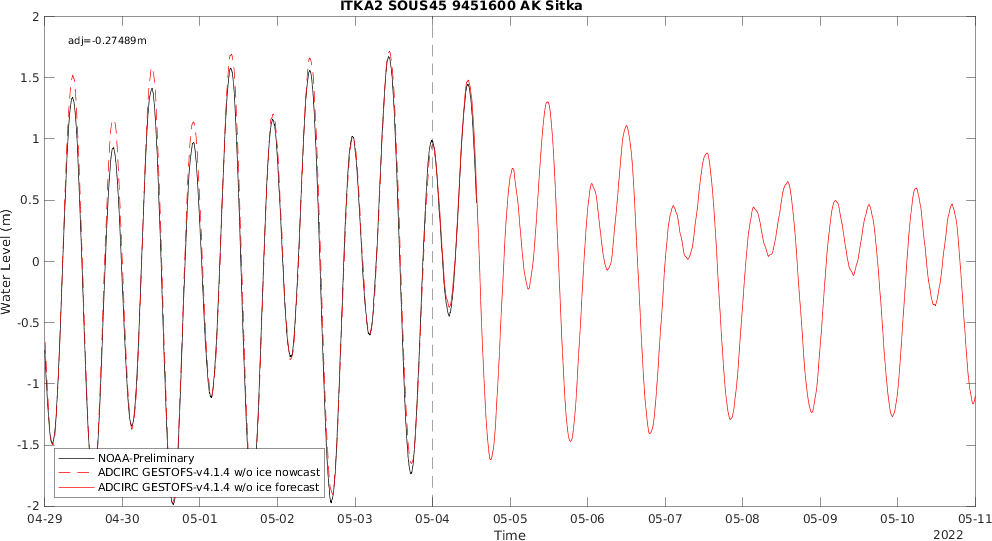 ITKA2 SOUS45 9451600 AK Sitka
adj=-0.27489m
Water Level (m)
2
1.5
1
0.5
0
-0.5
-1
-1.5
-2
NOAA-Preliminary
ADCIRC GESTOFS-v4.1.4 w/o ice nowcast
ADCIRC GESTOFS-v4.1.4 w/o ice forecast
04-29 04-30 05-01 05-02 05-03 05-04 05-05 05-06 05-07 05-08 05-09 05-10 05-11
Time
2022